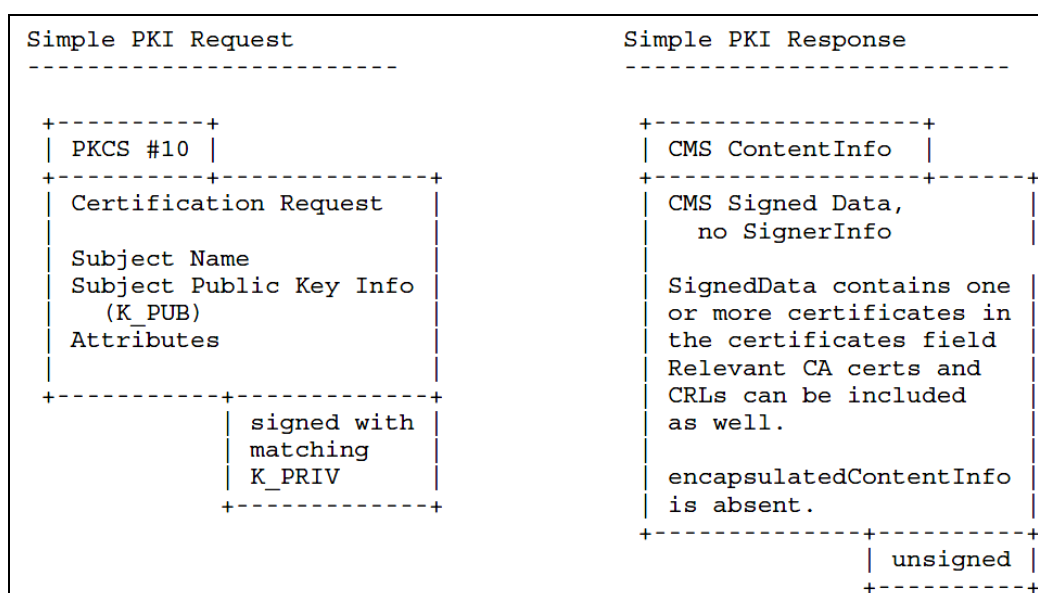 Simple PKI Request
--------------------------
+----------+
| PKCS #10 |
+----------+--------------+
| Certification Request |
| |
| Subject Name |
| Subject Public Key Info |
| (K_PUB) |
| Attributes |
| |
+-----------+-------------+
| signed with |
| matching |
| K_PRIV |
+-------------+
Simple PKI Response
---------------------------
+------------------+
| CMS ContentInfo |
+------------------+------+
| CMS Signed Data, |
| no SignerInfo |
|
| SignedData contains one |
| or more certificates in |
| the certificates field |
| Relevant CA certs and |
| CRLs can be included |
| as well. |
| |
| encapsulatedContentInfo |
| is absent. |
+--------------+----------+
| unsigned |
+----------+